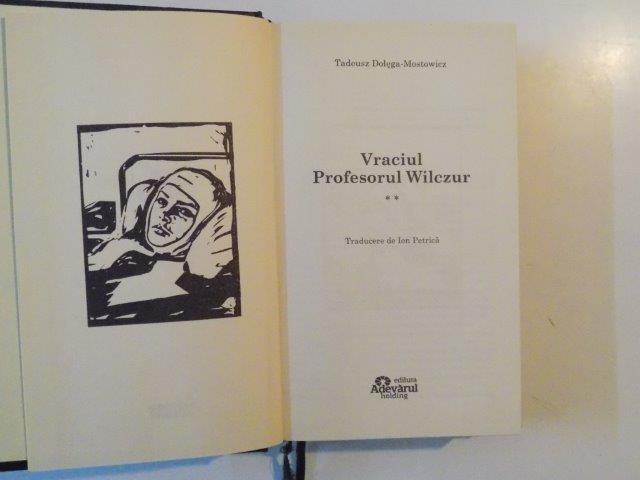 Tadeusz Dołęga-Mostowicz
Vraciul
Profesorul Wilczur
* *
Traducere de Ion Petrică
editura
Adevărul
holding